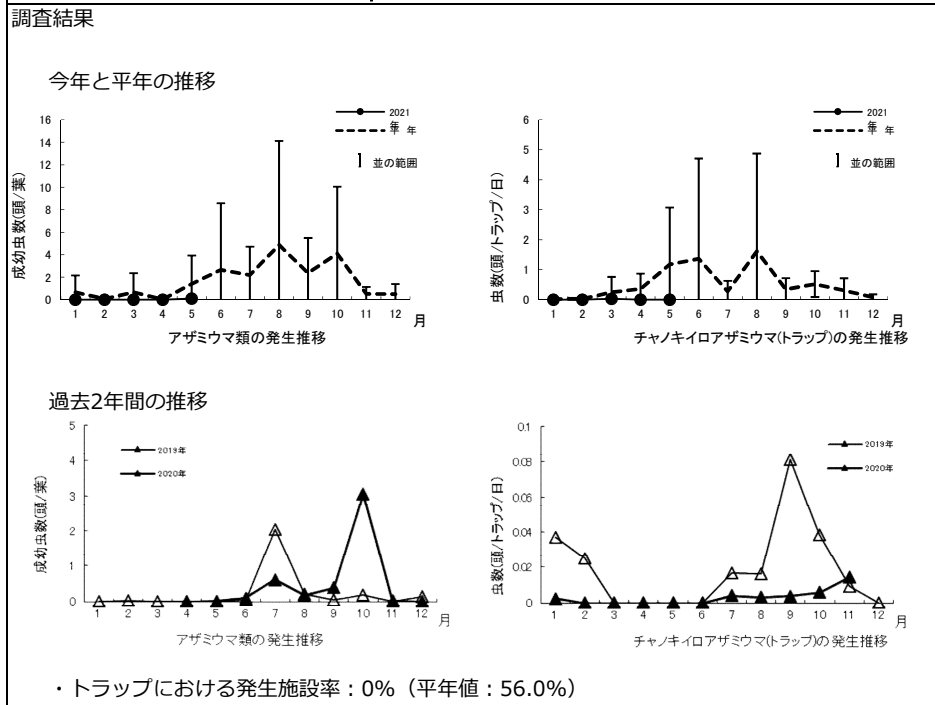 調査結果
今年と平年の推移
成幼虫数(頭/葉)
16
14
12
10
8
6
4
2
0
1 2 3 4 5 6 7 8 9 10 11 12 月
2021
年
平 年
並の範囲
アザミウマ類の発生推移
虫数(頭/トラップ/日)
6
5
4
3
2
1
0
1 2 3 4 5 6 7 8 9 10 11 12 月
2021
年
平 年
並の範囲
チャノキイロアザミウマ(トラップ)の発生推移
過去2年間の推移
成幼虫数(頭/葉)
5
4
3
2
1
0
1 2 3 4 5 6 7 8 9 10 11 12 月
2019年
2020年
アザミウマ類の発生推移
虫数(頭/トラップ/日)
0.1
0.08
0.06
0.04
0.02
0
1 2 3 4 5 6 7 8 9 10 11 12 月
2019年
2020年
チャノキイロアザミウマ(トラップ)の発生推移
・トラップにおける発生施設率：0%（平年値：56.0%）